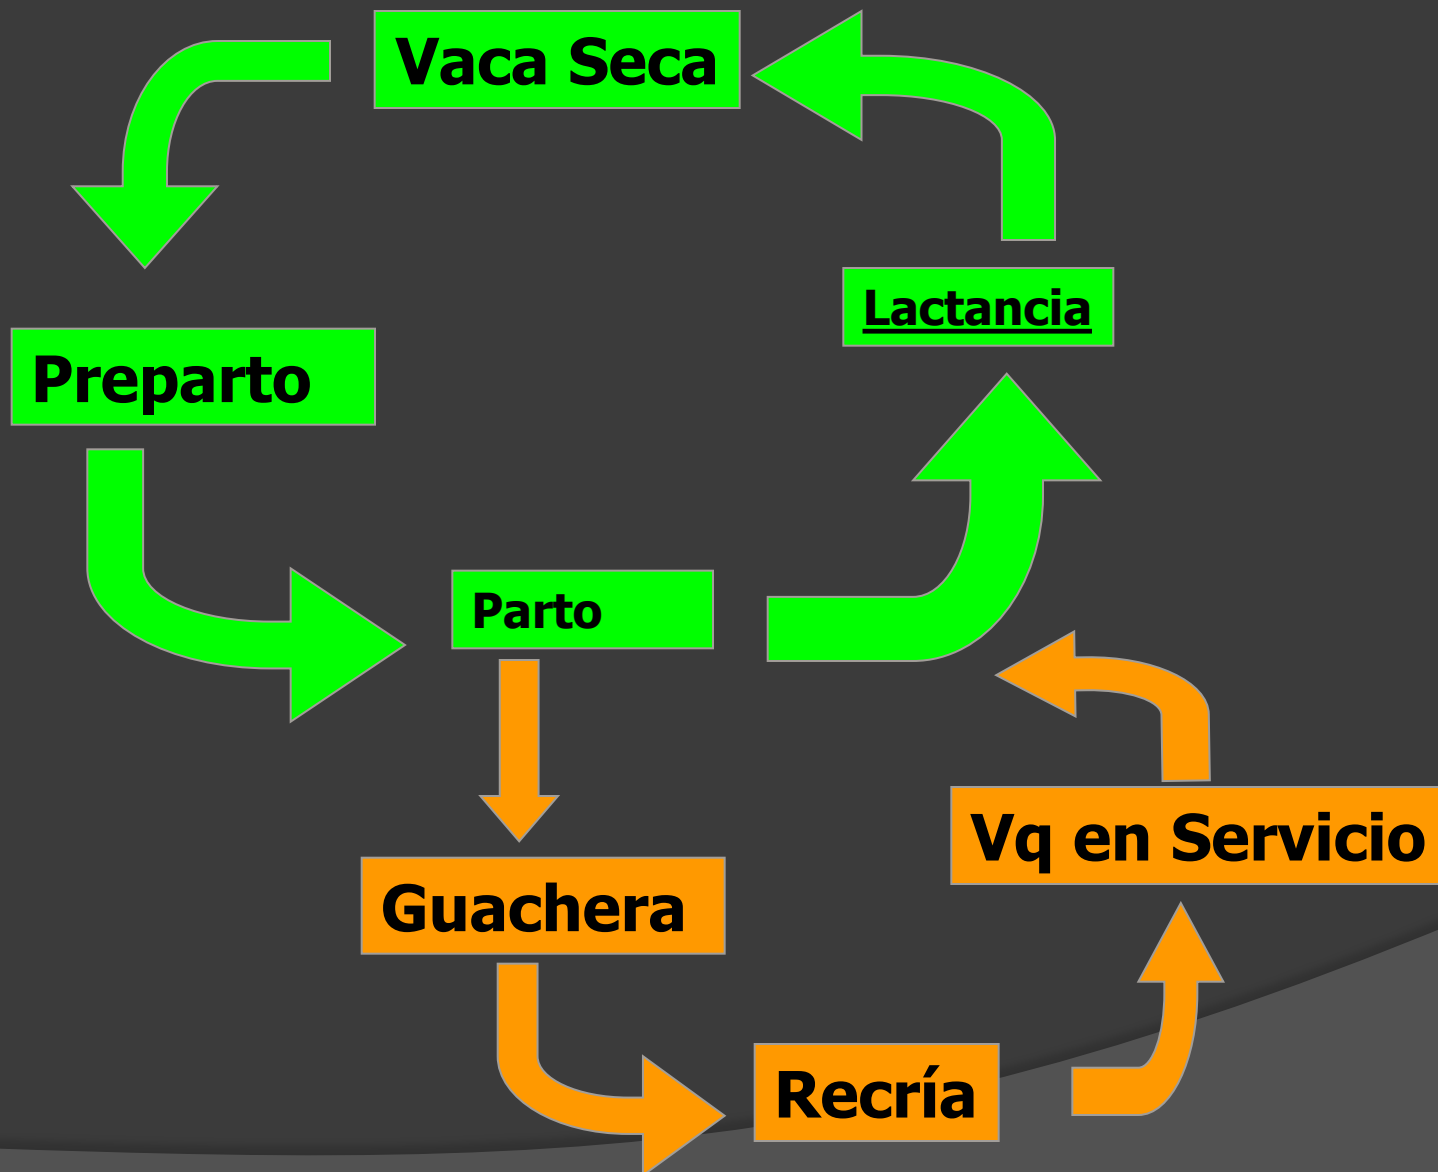 Vaca Seca
Lactancia
Preparto
Parto
Vq en Servicio
Guachera
Recría